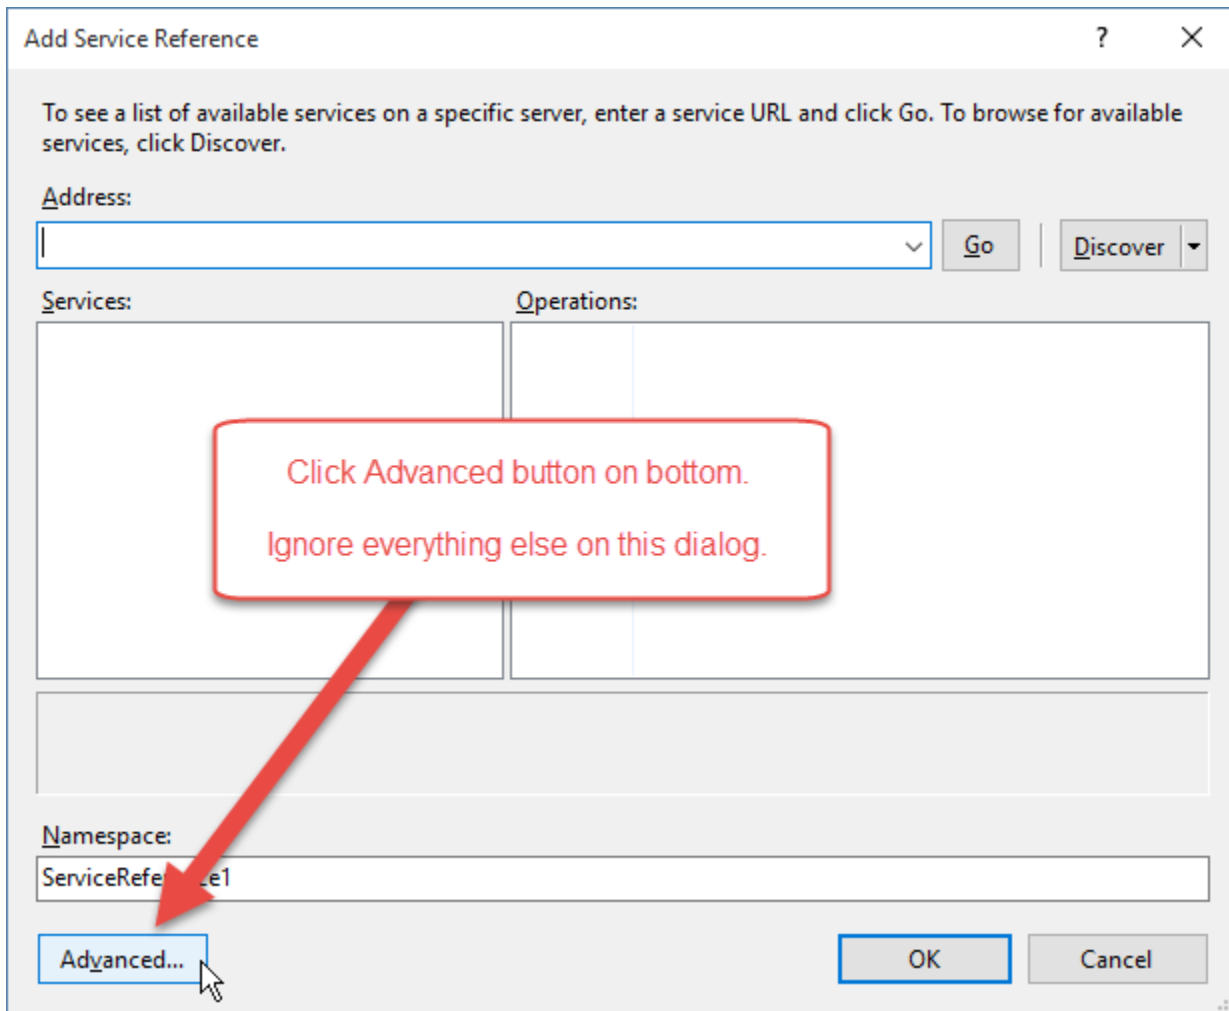 Add Service Reference
?
To see a list of available services on a specific server, enter a service URL and click Go. To browse for available
services, click Discover.
Address:
Go
Discover
Services:
Operations:
Click Advanced button on bottom.
Ignore everything else on this dialog.
Namespace:
Advanced...
OK
Cancel